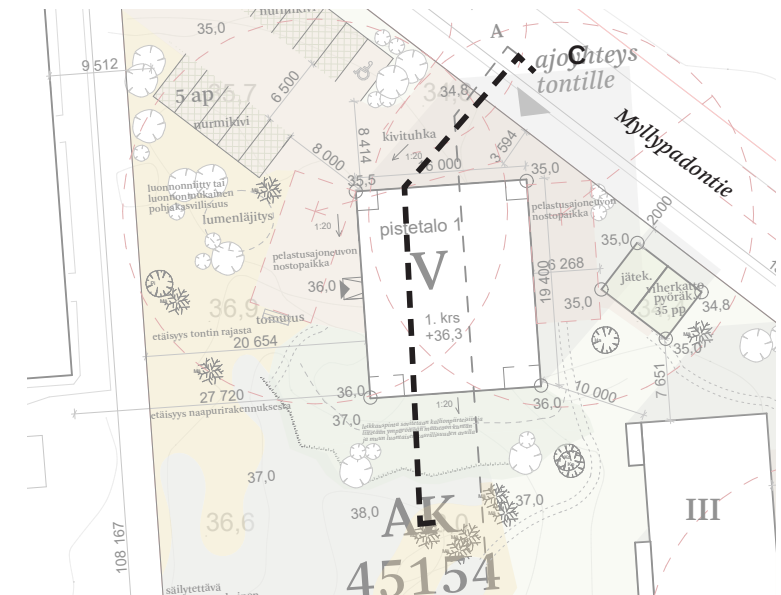 nurmikivi
35,0
A
C
ajoyhteys
tontille
9 512
5 ap
35,7
6 500
34,8
nurmikivi
Myllypadontie
kivituhka
1:20
8 414
8 000
6 000
3 594
35,5
35,0
luonnonniitty tai
luonnonmukainen
pohjakasvillisuus
lumenläjitys
1:20
pistetalo 1
V
pelastusajoneuvon
nostopaikka
2000
35,0
pelastusajoneuvon
nostopaikka
6 268
19 400
jätek.
viherkatto
pyöräk.
35 pp
36,0
36,9
tomutus
1. krs
+36,3
35,0
34,8
etäisyys tontin rajasta
20 654
35,0
27 720
36,0
1:20
36,0
10 000
7 651
etäisyys naapurirakennuksesta
37,0
37,0
36,6
38,0
AK
37,0
III
108 167
45154
säilytettävä